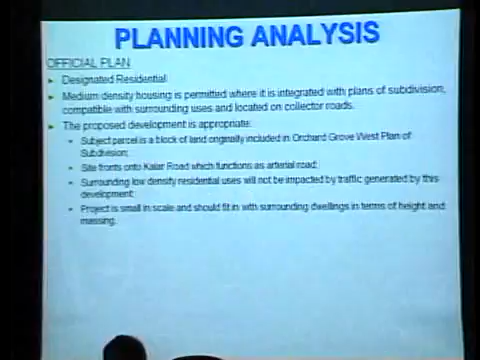 PLANNING ANALYSIS
OFFICIAL PLAN
Designated Residential
Medium density housing is permitted where it is integrated with plans of subdivision,
compatible with surrounding uses and located on collector roads.
The proposed development is appropriate:
Subject parcel is a block of land originally included in Orchard Grove West Plan of
Subdivision;
Site fronts onto Kalar Road which functions as arterial road;
Surrounding low density residential uses will not be impacted by traffic generated by this
development;
Project is small in scale and should fit in with surrounding dwellings in terms of height and
massing.